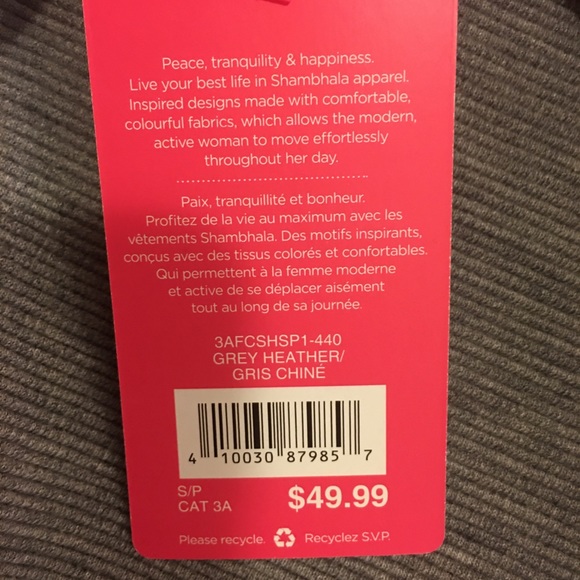 Peace, tranquility & happiness.
Live your best life in Shambhala apparel.
Inspired designs made with comfortable,
colourful fabrics, which allows the modern,
active woman to move effortlessly
throughout her day.
Paix, tranquillité et bonheur.
Profitez de la vie au maximum avec les
vêtements Shambhala. Des motifs inspirants,
conçus avec des tissus colorés et confortables.
Qui permettent à la femme moderne
et active de se déplacer aisément
tout au long de sa journée.
3AFCSHSP1-440
GREY HEATHER/
GRIS CHINÉ
4 10030 87985 7
S/P
CAT 3A
$49.99
Please recycle. Recyclez S.V.P.